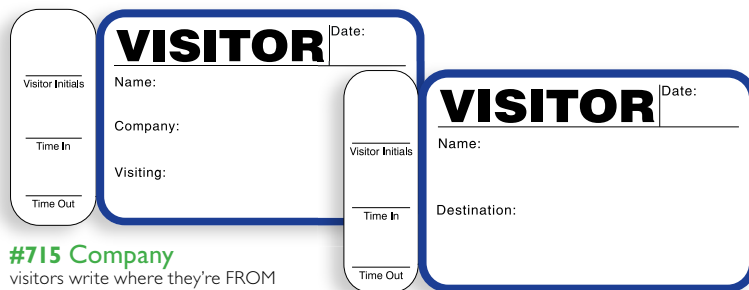 VISITOR Date:
Visitor Initials
Name:
Company:
Time In
Visiting:
Time Out
VISITOR Date:
Name:
Visitor Initials
Destination:
Time In
Time Out
#715 Company
visitors write where they're FROM